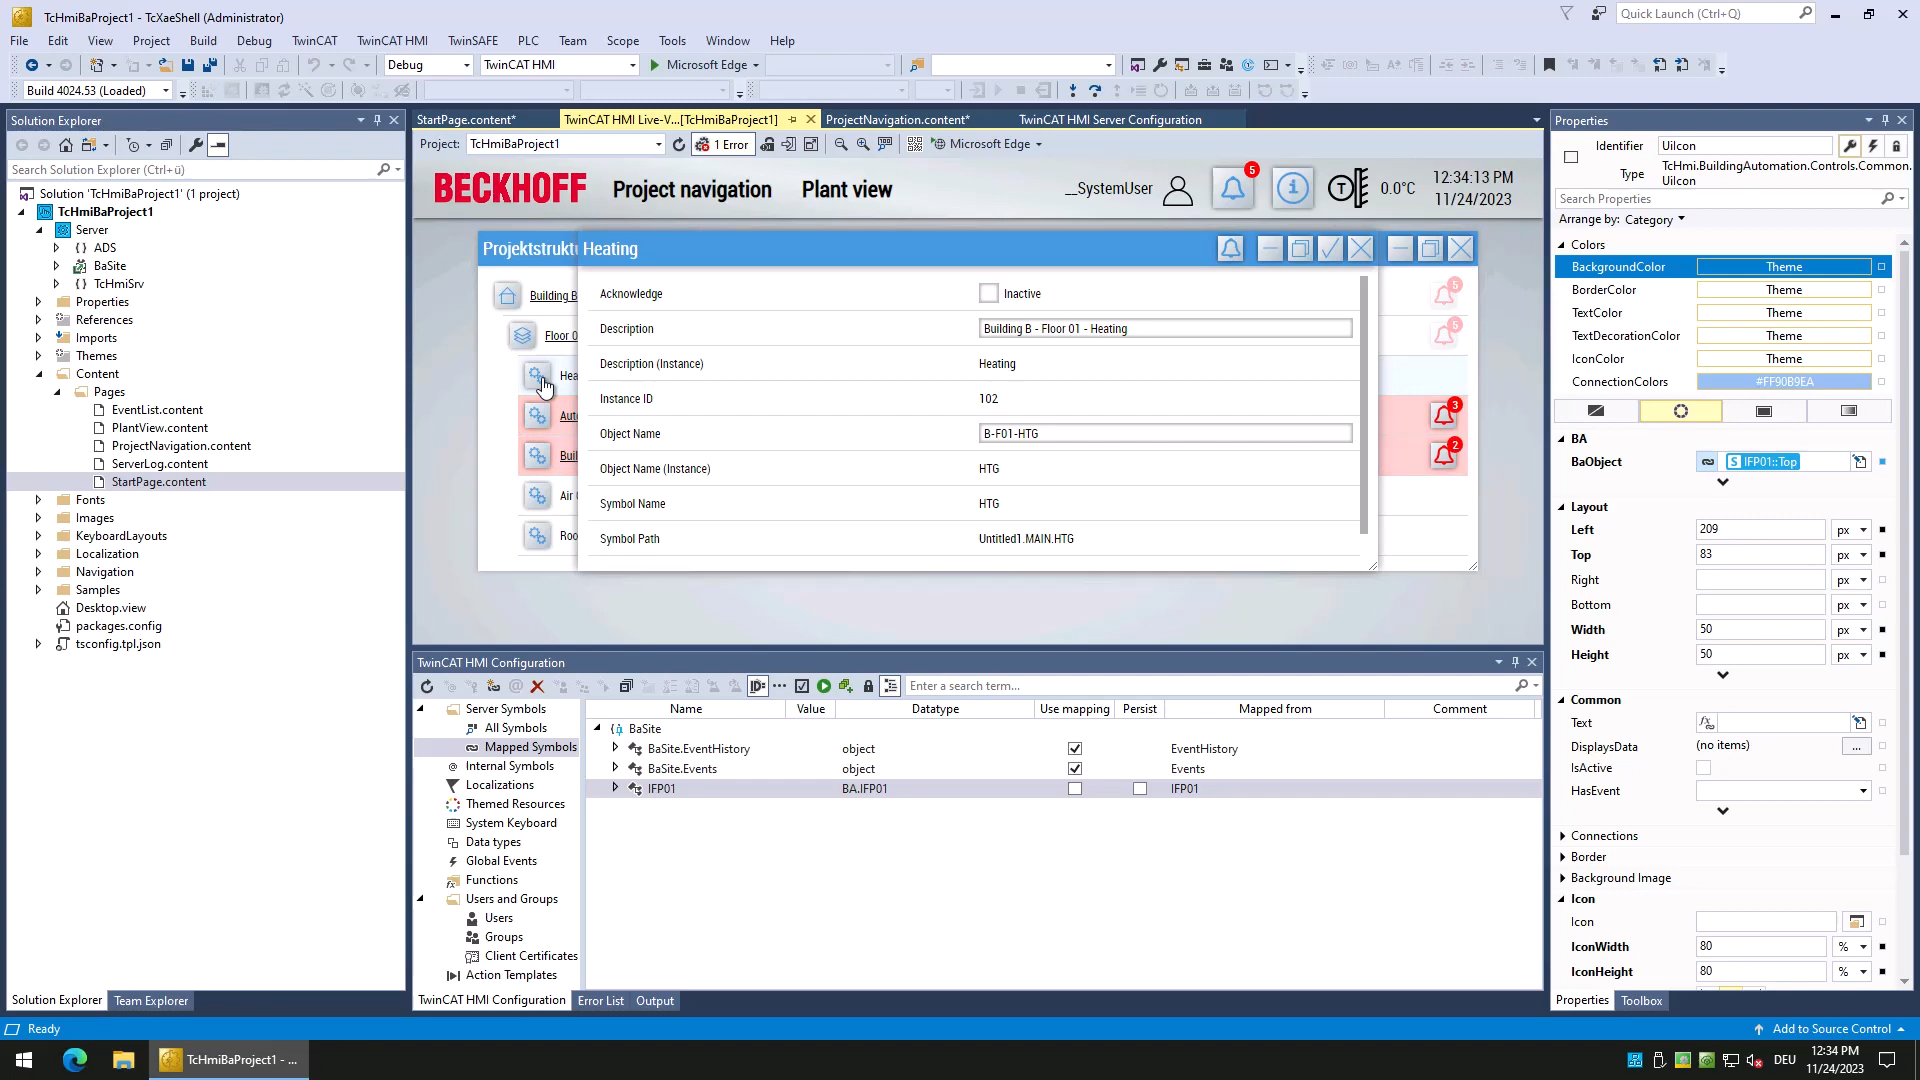 TcHmiBaProject1 - TcXaeShell (Administrator)
Quick Launch (Ctrl+Q)
File Edit View Project Build Debug TwinCAT TwinCAT HMI TwinSAFE PLC Team Scope Tools Window Help
Debug TwinCAT HMI Microsoft Edge
Build 4024.53 (Loaded)
Solution Explorer
Search Solution Explorer (Ctrl+ü)
Solution 'TcHmiBaProject1' (1 project)
TcHmiBaProject1
Server
ADS
BaSite
TcHmiSrv
Properties
References
Imports
Themes
Content
Pages
EventList.content
PlantView.content
ProjectNavigation.content
ServerLog.content
StartPage.content
Fonts
Images
KeyboardLayouts
Localization
Navigation
Samples
Desktop.view
packages.config
tsconfig.tpl.json
Solution Explorer Team Explorer
StartPage.content* TwinCAT HMI Live-V...[TcHmiBaProject1] ProjectNavigation.content* TwinCAT HMI Server Configuration
Project: TcHmiBaProject1 1 Error Microsoft Edge
BECKHOFF Project navigation Plant view __SystemUser 5 0.0°C 12:34:13 PM
11/24/2023
Projektstruktu Heating
Building B 5
Floor 0 5
Hea
Auto 3
Buil 2
Air
Roo
Acknowledge Inactive
Description Building B - Floor 01 - Heating
Description (Instance) Heating
Instance ID 102
Object Name B-F01-HTG
Object Name (Instance) HTG
Symbol Name HTG
Symbol Path Untitled1.MAIN.HTG
TwinCAT HMI Configuration
Enter a search term...
Server Symbols
All Symbols
Mapped Symbols
Internal Symbols
Localizations
Themed Resources
System Keyboard
Data types
Global Events
Functions
Users and Groups
Users
Groups
Client Certificates
Action Templates
Name Value Datatype Use mapping Persist Mapped from Comment
BaSite
BaSite.EventHistory object EventHistory
BaSite.Events object Events
IFP01 BA.IFP01 IFP01
TwinCAT HMI Configuration Error List Output
Properties
Identifier UiIcon
Type TcHmi.BuildingAutomation.Controls.Common.
UiIcon
Search Properties
Arrange by: Category
Colors
BackgroundColor Theme
BorderColor Theme
TextColor Theme
TextDecorationColor Theme
IconColor Theme
ConnectionColors #FF90B9EA
BA
BaObject S IFP01::Top
Layout
Left 209 px
Top 83 px
Right px
Bottom px
Width 50 px
Height 50 px
Common
Text
DisplaysData (no items) ...
IsActive
HasEvent
Connections
Border
Background Image
Icon
Icon
IconWidth 80 %
IconHeight 80 %
Properties Toolbox
Ready
Add to Source Control
TcHmiBaProject1 - ...
DEU
12:34 PM
11/24/2023